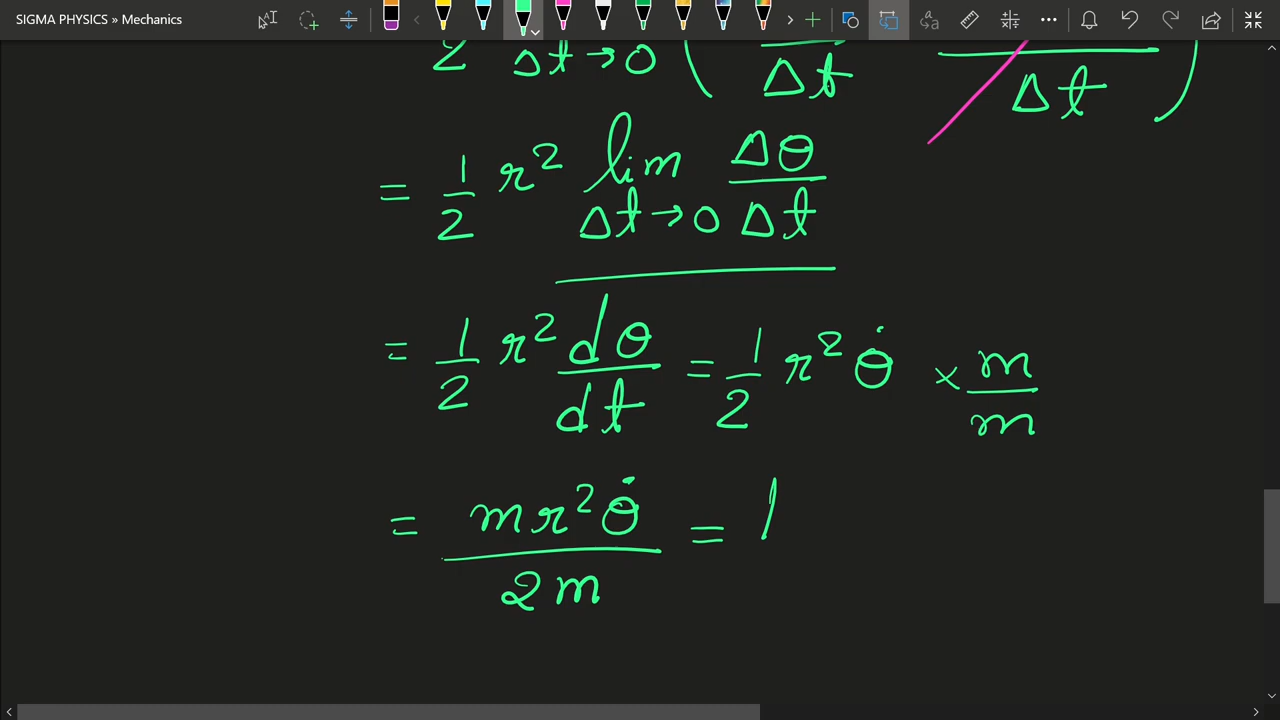 SIGMA PHYSICS » Mechanics
2 Δt→0 ( Δt Δt )
= 1/2 r² lim Δt→0 Δθ/Δt
= 1/2 r² dθ/dt = 1/2 r² θ̇ × m/m
= mr²θ̇/2m =